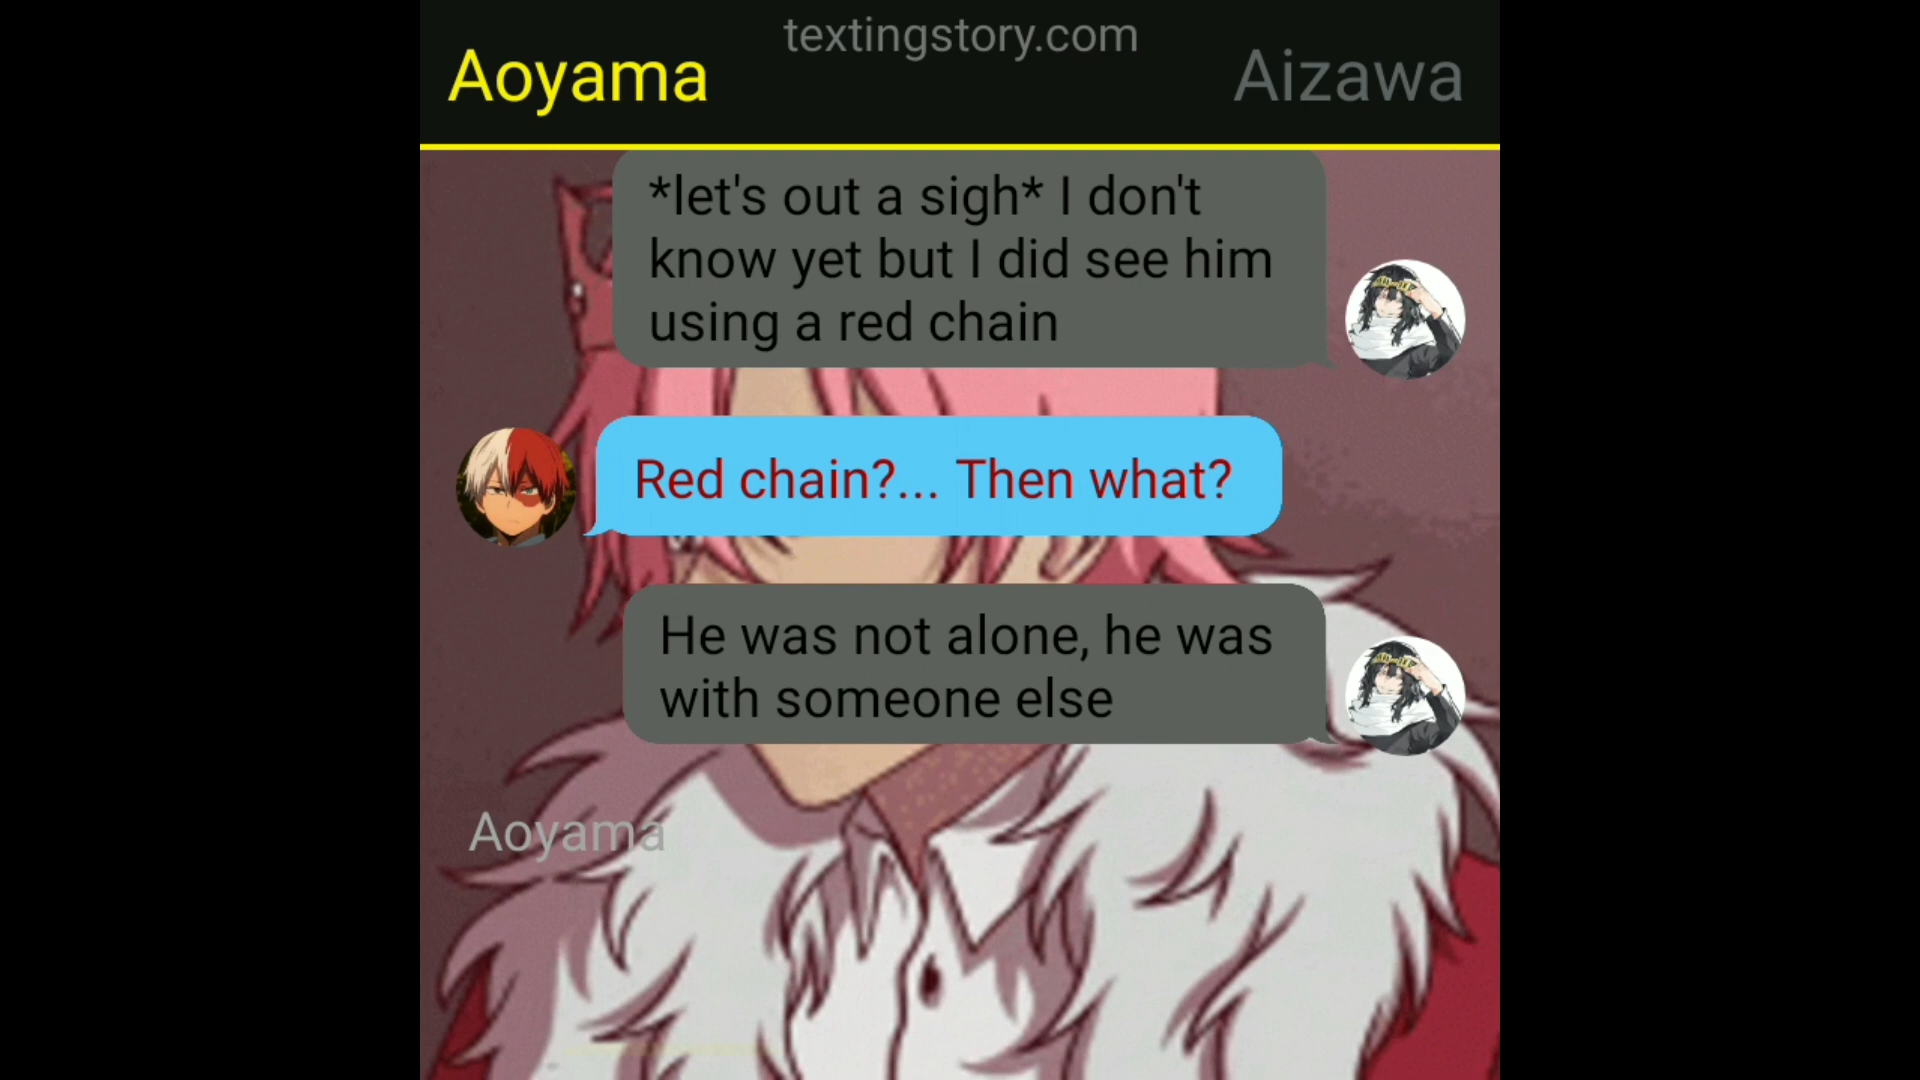 textingstory.com
Aoyama
Aizawa
*let's out a sigh* I don't
know yet but I did see him
using a red chain
Red chain?... Then what?
He was not alone, he was
with someone else
Aoyama